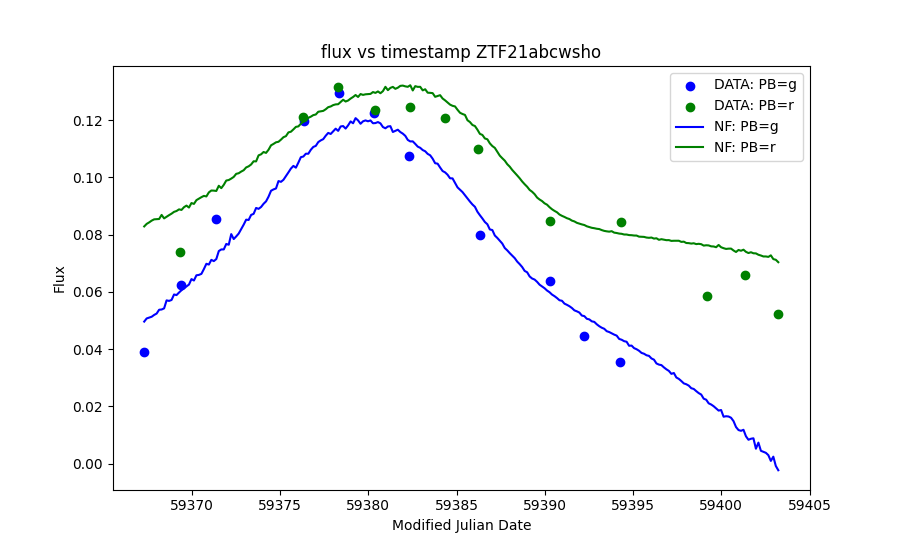 flux vs timestamp ZTF21abcwsho
DATA: PB=g
DATA: PB=r
NF: PB=g
NF: PB=r
Flux
0.12
0.10
0.08
0.06
0.04
0.02
0.00
59370 59375 59380 59385 59390 59395 59400 59405
Modified Julian Date